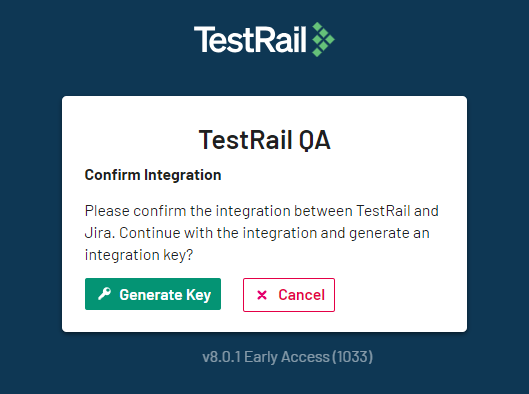 TestRail
TestRail QA
Confirm Integration
Please confirm the integration between TestRail and
Jira. Continue with the integration and generate an
integration key?
Generate Key
Cancel
v8.0.1 Early Access (1033)